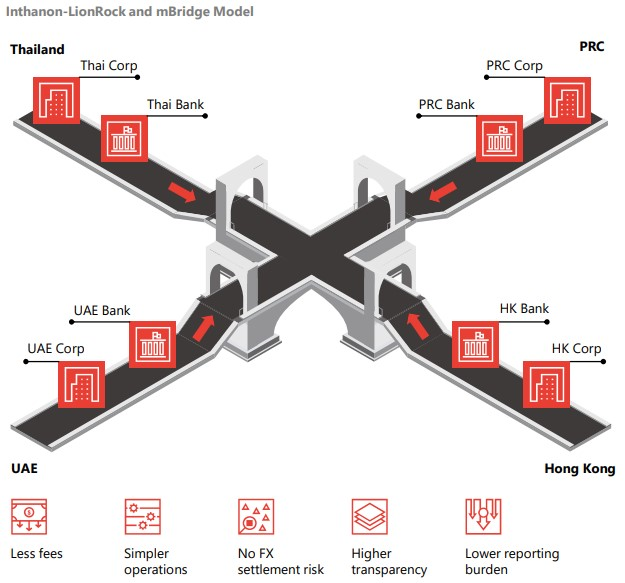 Inthanon-LionRock and mBridge Model
Thailand
PRC
Thai Corp
PRC Corp
Thai Bank
PRC Bank
UAE Bank
HK Bank
UAE Corp
HK Corp
UAE
Hong Kong
$
Less fees
Simpler
operations
No FX
settlement risk
Higher
transparency
Lower reporting
burden